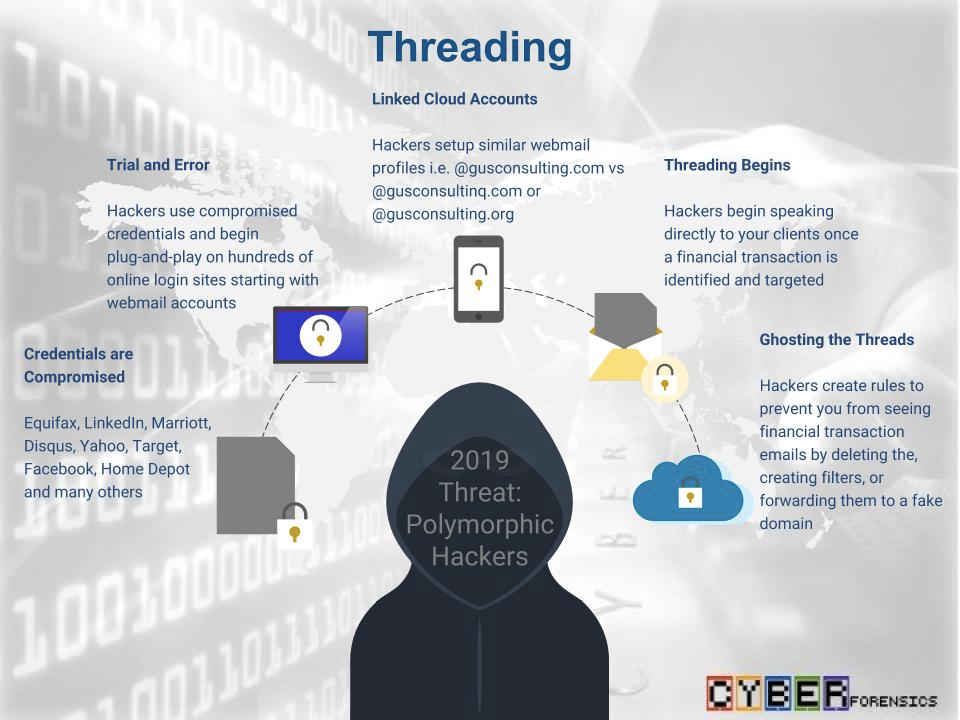 Threading
Linked Cloud Accounts
Hackers setup similar webmail
profiles i.e. @gusconsulting.com vs
@gusconsultinq.com or
@gusconsulting.org
Trial and Error
Hackers use compromised
credentials and begin
plug-and-play on hundreds of
online login sites starting with
webmail accounts
Threading Begins
Hackers begin speaking
directly to your clients once
a financial transaction is
identified and targeted
Credentials are
Compromised
Equifax, LinkedIn, Marriott,
Disqus, Yahoo, Target,
Facebook, Home Depot
and many others
Ghosting the Threads
Hackers create rules to
prevent you from seeing
financial transaction
emails by deleting the,
creating filters, or
forwarding them to a fake
domain
2019
Threat:
Polymorphic
Hackers
CYBER FORENSICS